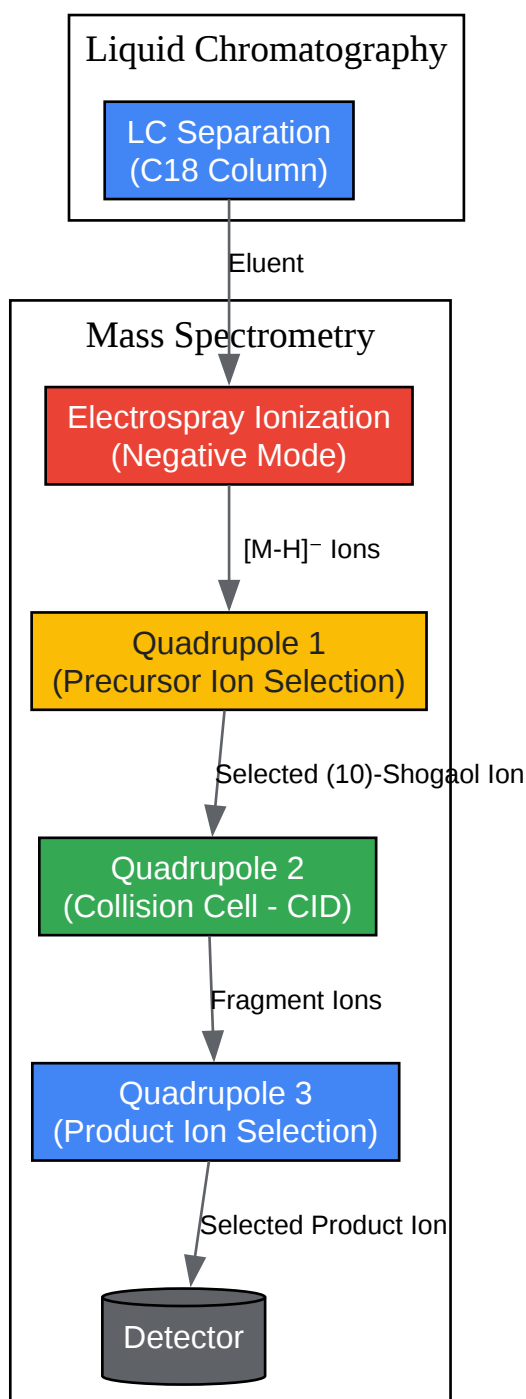 Liquid Chromatography
LC Separation
(C18 Column)
Eluent
Mass Spectrometry
Electrospray Ionization
(Negative Mode)
[M-H]⁻ Ions
Quadrupole 1
(Precursor Ion Selection)
Selected (10)-Shogaol Ion
Quadrupole 2
(Collision Cell - CID)
Fragment Ions
Quadrupole 3
(Product Ion Selection)
Selected Product Ion
Detector